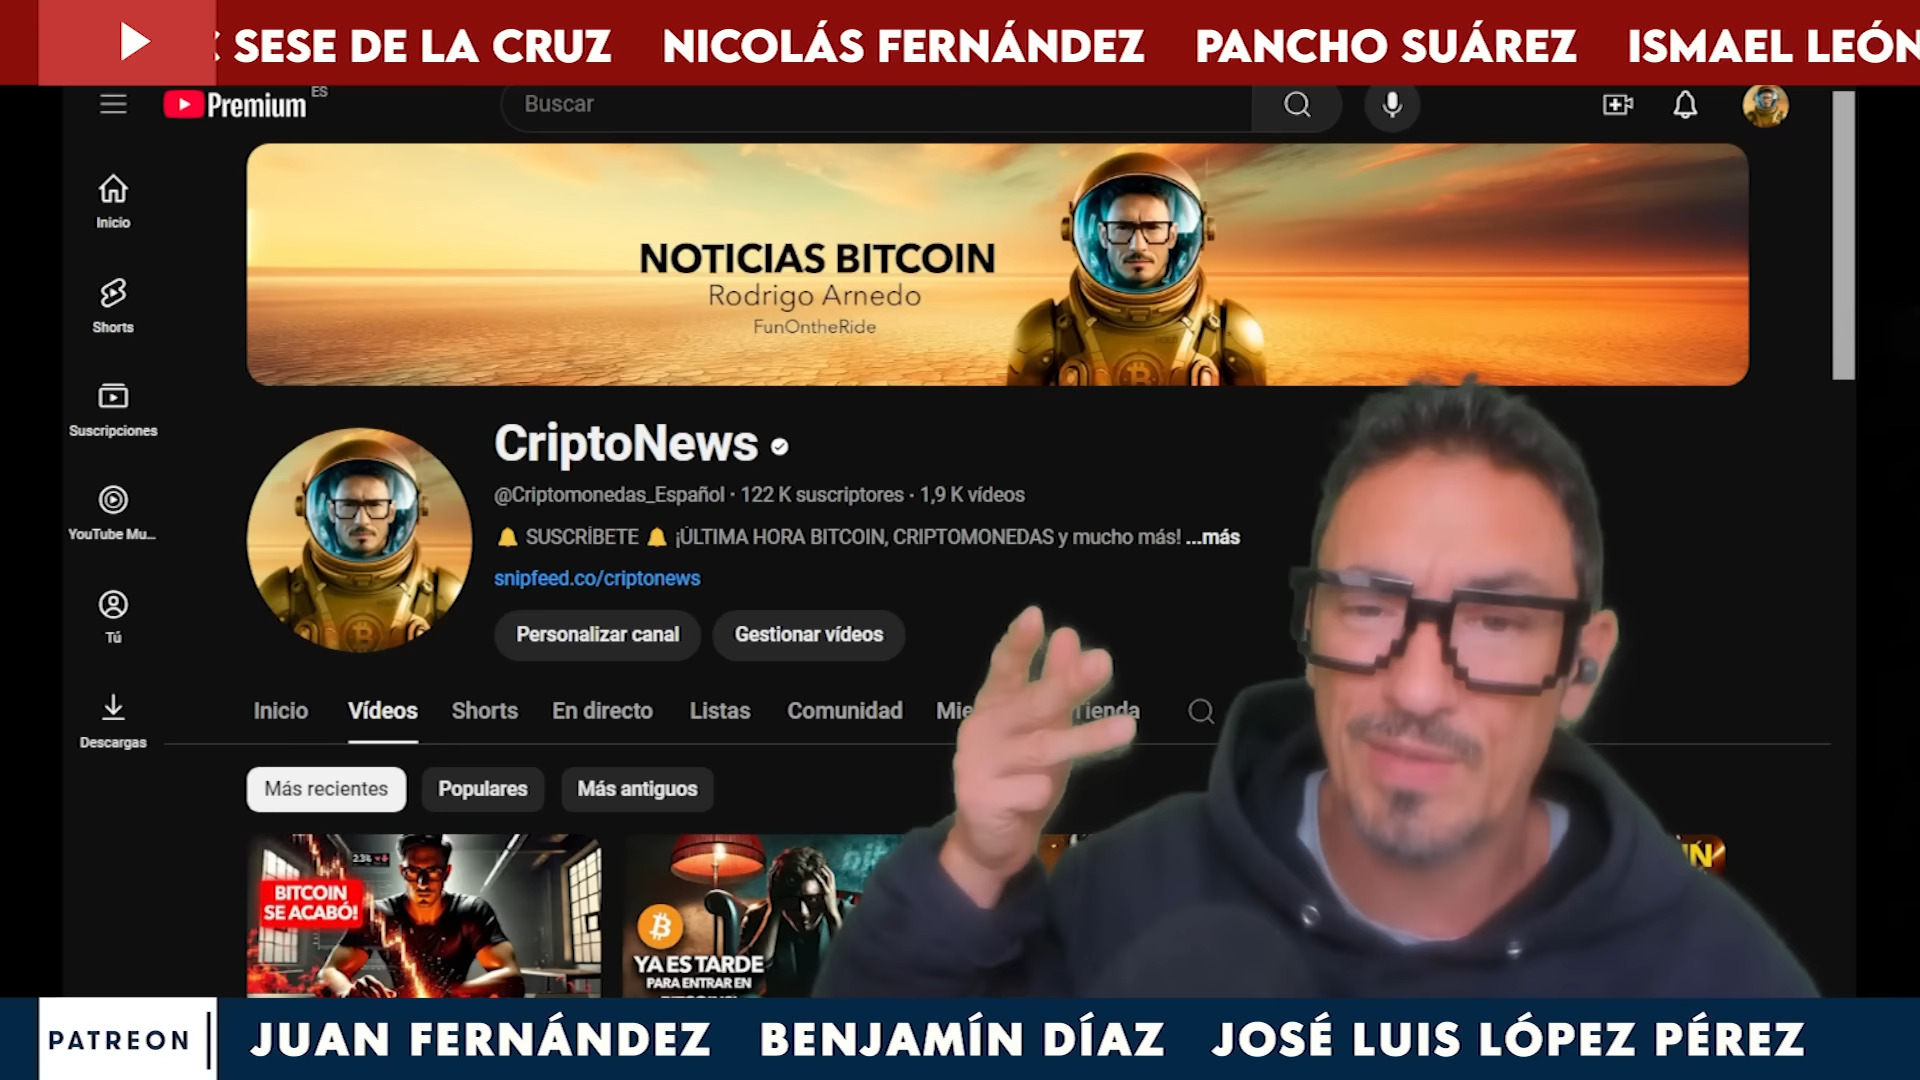 SESE DE LA CRUZ NICOLÁS FERNÁNDEZ PANCHO SUÁREZ ISMAEL LEÓN
Premium ES
Buscar
NOTICIAS BITCOIN
Rodrigo Arnedo
FunOntheRide
Inicio
Shorts
Suscripciones
YouTube Mu...
Tú
Descargas
CriptoNews
@Criptomonedas_Español · 122 K suscriptores · 1,9 K vídeos
SUSCRÍBETE ¡ÚLTIMA HORA BITCOIN, CRIPTOMONEDAS y mucho más! ...más
snipfeed.co/criptonews
Personalizar canal Gestionar vídeos
Inicio Vídeos Shorts En directo Listas Comunidad Tienda
Más recientes Populares Más antiguos
BITCOIN
SE ACABÓ!
YA ES TARDE
PARA ENTRAR EN
PATREON JUAN FERNÁNDEZ BENJAMÍN DÍAZ JOSÉ LUIS LÓPEZ PÉREZ